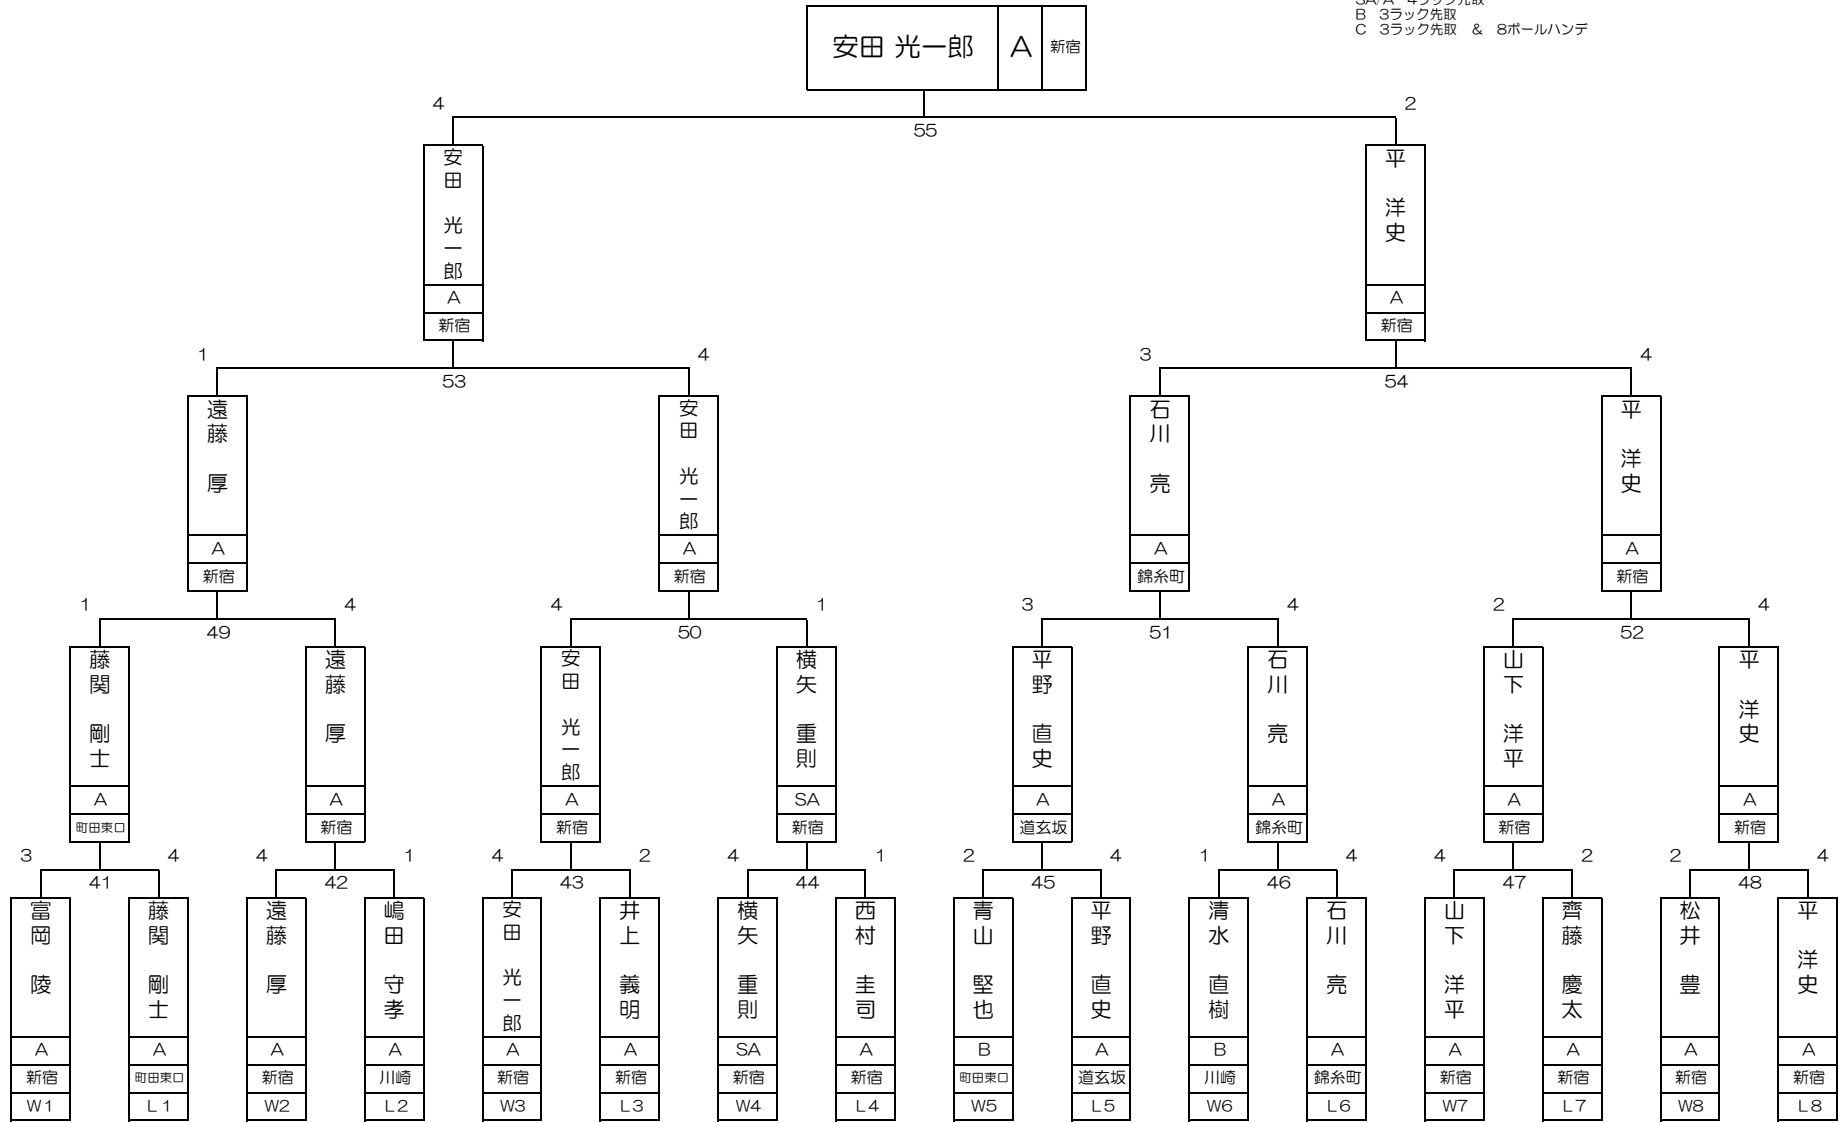 SA/A 4ラック先取
B 3ラック先取
C 3ラック先取 & 8ボールハンデ
安田 光一郎 A 新宿
4 2
55
安田 光一郎 平 洋史
A A
新宿 新宿
1 4 3 4
53 54
遠藤 厚 安田 光一郎 石川 亮 平 洋史
A A A A
新宿 新宿 錦糸町 新宿
1 4 4 1 3 4 2 4
49 50 51 52
藤関 剛士 遠藤 厚 安田 光一郎 横矢 重則 平野 直史 石川 亮 山下 洋平 平 洋史
A A A SA A A A A
町田東口 新宿 新宿 新宿 道玄坂 錦糸町 新宿 新宿
3 4 4 1 4 2 4 1 2 4 1 4 4 2 2 4
41 42 43 44 45 46 47 48
富岡 陵 藤関 剛士 遠藤 厚 嶋田 守孝 安田 光一郎 井上 義明 横矢 重則 西村 圭司 青山 堅也 平野 直史 清水 直樹 石川 亮 山下 洋平 齊藤 慶太 松井 豊 平 洋史
A A A A A A SA A B A B A A A A A
新宿 町田東口 新宿 川崎 新宿 新宿 新宿 新宿 町田東口 道玄坂 川崎 錦糸町 新宿 新宿 新宿 新宿
W1 L1 W2 L2 W3 L3 W4 L4 W5 L5 W6 L6 W7 L7 W8 L8